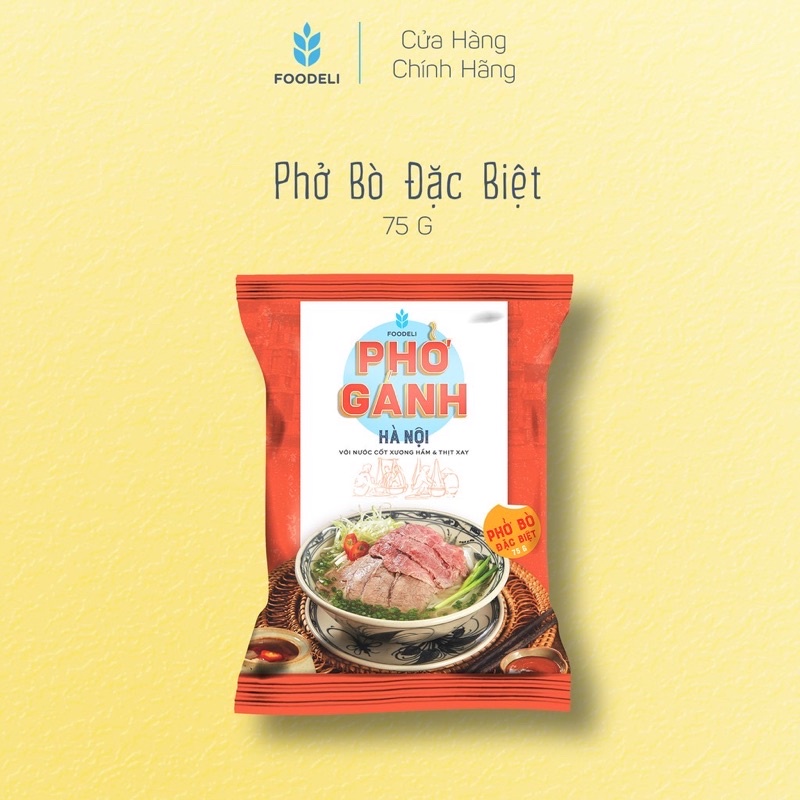 FOODELI
Cửa Hàng
Chính Hãng
Phở Bò Đặc Biệt
75 G
FOODELI
PHỞ
GÁNH
HÀ NỘI
VỚI NƯỚC CỐT XƯƠNG HẦM & THỊT XAY
PHỞ BÒ
ĐẶC BIỆT
75 G